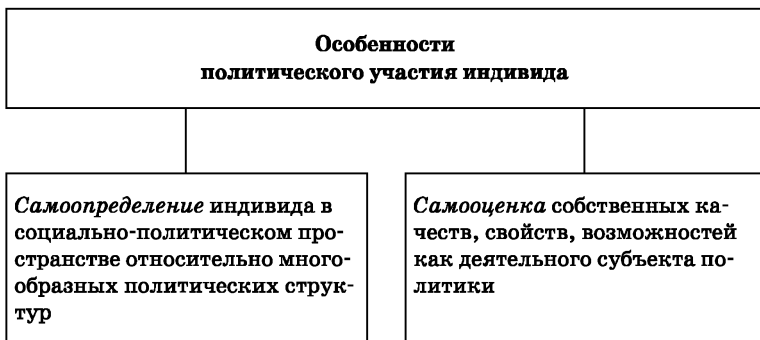 Особенности
политического участия индивида
Самоопределение индивида в
социально-политическом про-
странстве относительно много-
образных политических струк-
тур
Самооценка собственных ка-
честв, свойств, возможностей
как деятельного субъекта по-
литики